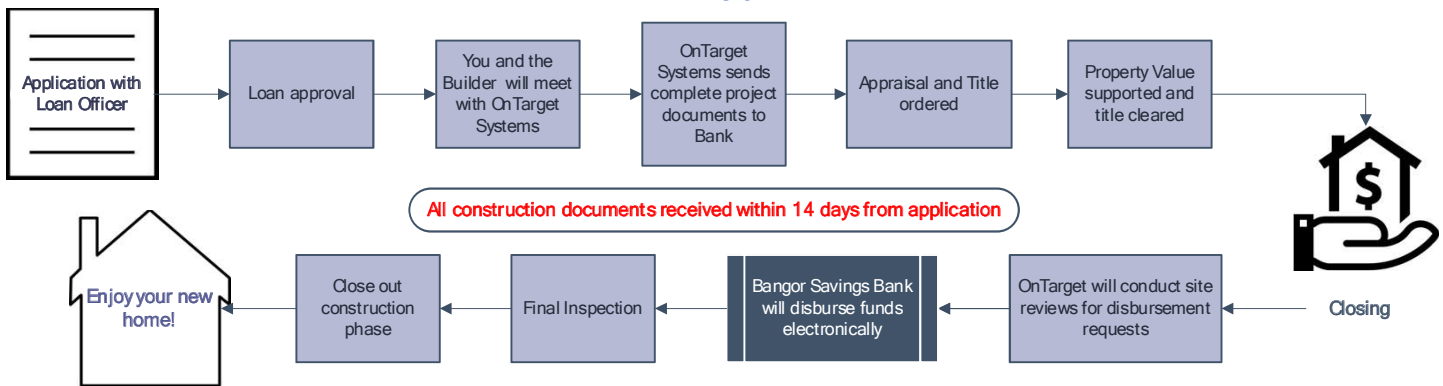 Application with
Loan Officer
Loan approval
You and the
Builder will meet
with OnTarget
Systems
OnTarget
Systems sends
complete project
documents to
Bank
Appraisal and Title
ordered
Property Value
supported and
title cleared
$
All construction documents received within 14 days from application
Closing
OnTarget will conduct site
reviews for disbursement
requests
Bangor Savings Bank
will disburse funds
electronically
Final Inspection
Close out
construction
phase
Enjoy your new
home!